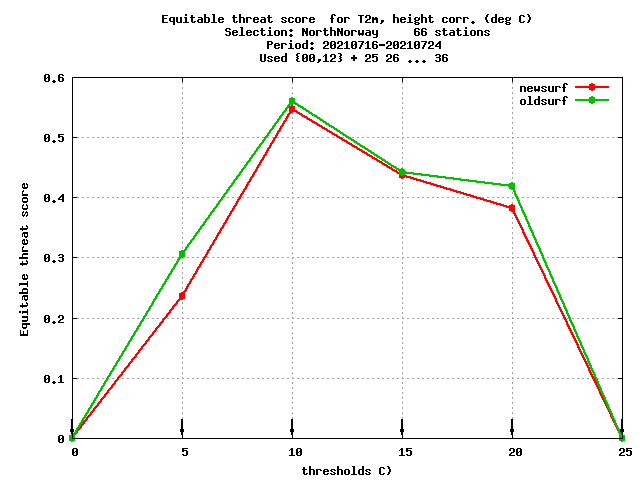 Equitable threat score  for T2m, height corr. (deg C)
Selection: NorthNorway     66 stations
Period: 20210716-20210724
Used {00,12} + 25 26 ... 36
newsurf
oldsurf
0.6
0.5
0.4
0.3
0.2
0.1
0
Equitable threat score
0 5 10 15 20 25
thresholds C)